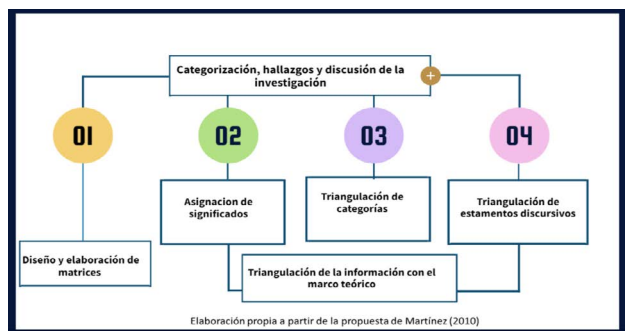 Categorización, hallazgos y discusión de la
investigación
+
01
02
03
04
Diseño y elaboración de
matrices
Asignacion de
significados
Triangulación de
categorías
Triangulación de
estamentos discursivos
Triangulación de la información con el
marco teórico
Elaboración propia a partir de la propuesta de Martínez (2010)